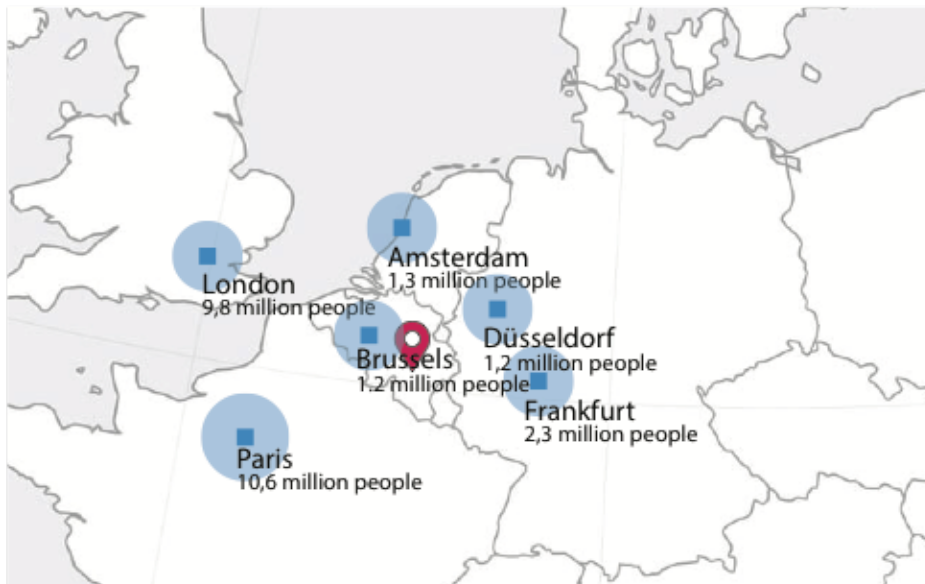 Amsterdam
1,3 million people
London
9,8 million people
Düsseldorf
1,2 million people
Brussels
1.2 million people
Frankfurt
2,3 million people
Paris
10,6 million people